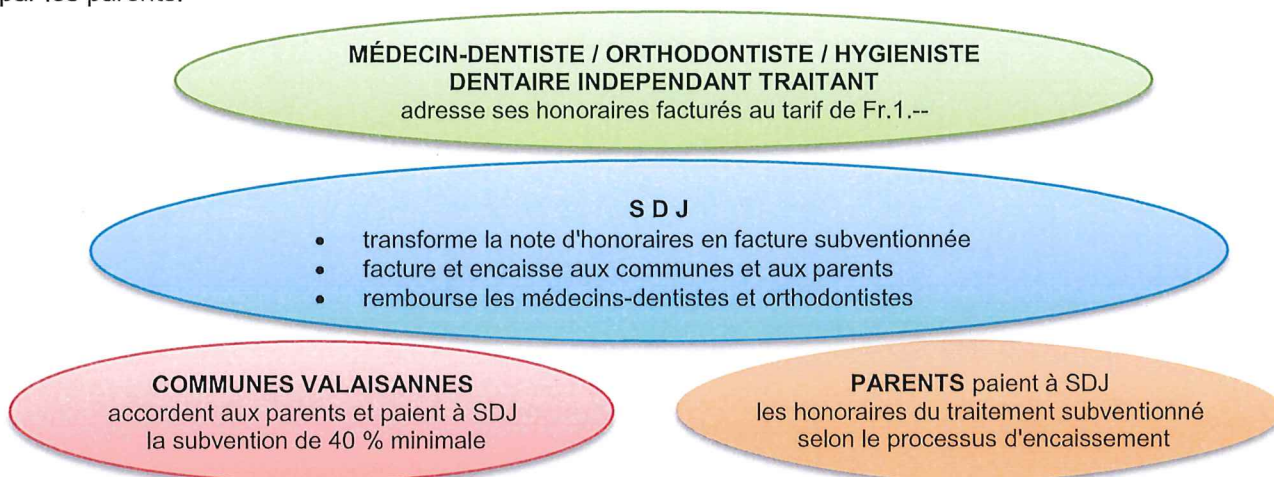 par les parents.
MÉDECIN-DENTISTE / ORTHODONTISTE / HYGIENISTE
DENTAIRE INDEPENDANT TRAITANT
adresse ses honoraires facturés au tarif de Fr.1.--
S D J
• transforme la note d'honoraires en facture subventionnée
• facture et encaisse aux communes et aux parents
• rembourse les médecins-dentistes et orthodontistes
COMMUNES VALAISANNES
accordent aux parents et paient à SDJ
la subvention de 40 % minimale
PARENTS paient à SDJ
les honoraires du traitement subventionné
selon le processus d'encaissement